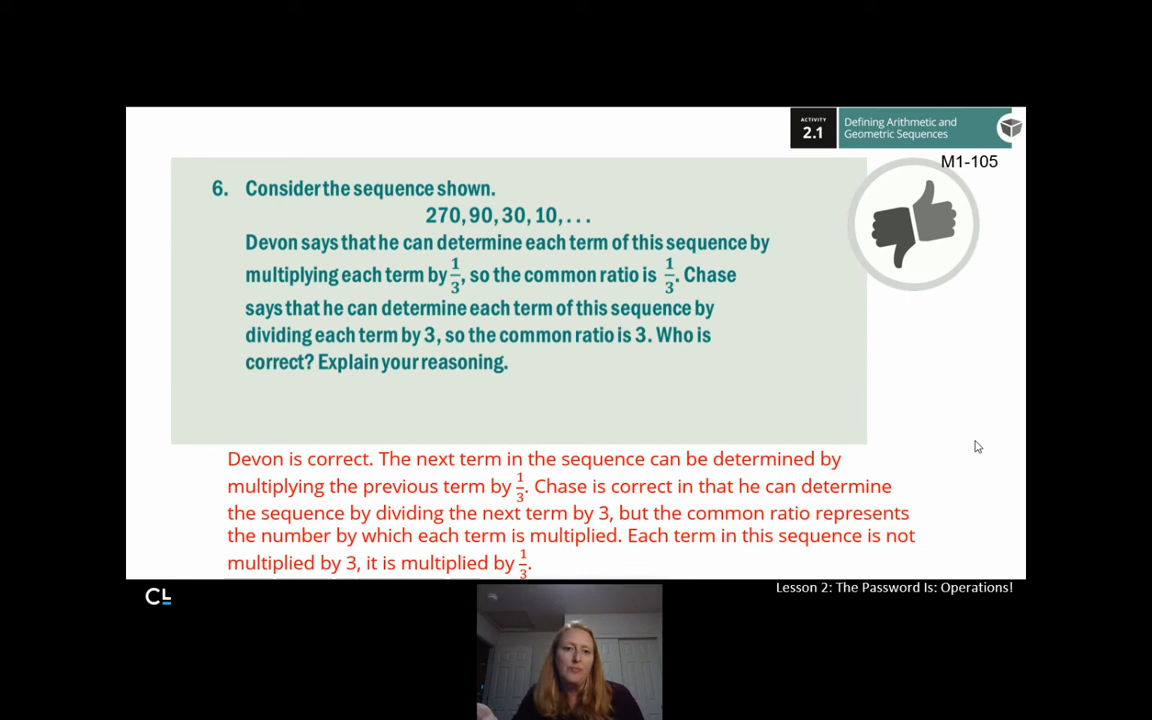 ACTIVITY
2.1
Defining Arithmetic and
Geometric Sequences
M1-105
6. Consider the sequence shown.
270, 90, 30, 10, . . .
Devon says that he can determine each term of this sequence by
multiplying each term by 1/3, so the common ratio is 1/3. Chase
says that he can determine each term of this sequence by
dividing each term by 3, so the common ratio is 3. Who is
correct? Explain your reasoning.
Devon is correct. The next term in the sequence can be determined by
multiplying the previous term by 1/3. Chase is correct in that he can determine
the sequence by dividing the next term by 3, but the common ratio represents
the number by which each term is multiplied. Each term in this sequence is not
multiplied by 3, it is multiplied by 1/3.
CL
Lesson 2: The Password Is: Operations!